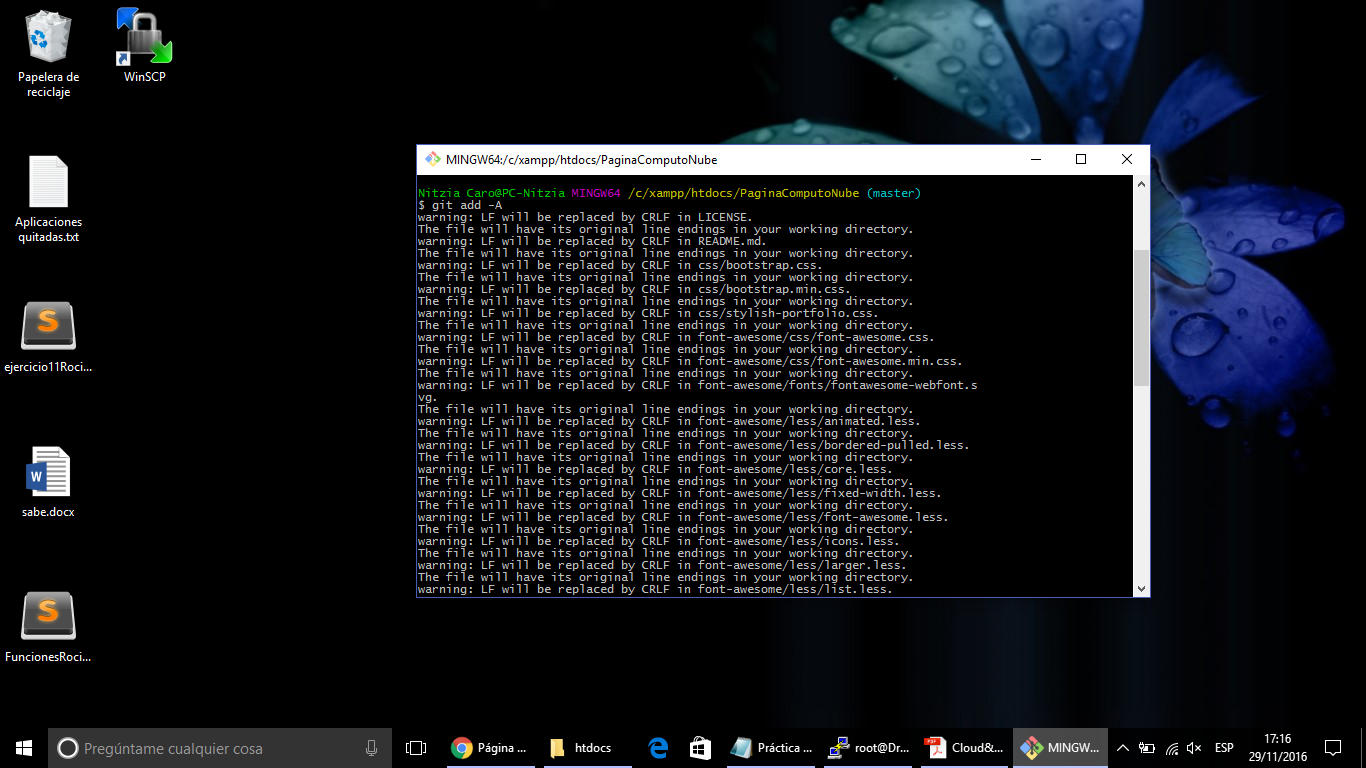 Papelera de
reciclaje
WinSCP
Aplicaciones
quitadas.txt
ejercicio11Roci...
sabe.docx
FuncionesRoci...
MINGW64:/c/xampp/htdocs/PaginaComputoNube
Nitzia Caro@PC-Nitzia MINGW64 /c/xampp/htdocs/PaginaComputoNube (master)
$ git add -A
warning: LF will be replaced by CRLF in LICENSE.
The file will have its original line endings in your working directory.
warning: LF will be replaced by CRLF in README.md.
The file will have its original line endings in your working directory.
warning: LF will be replaced by CRLF in css/bootstrap.css.
The file will have its original line endings in your working directory.
warning: LF will be replaced by CRLF in css/bootstrap.min.css.
The file will have its original line endings in your working directory.
warning: LF will be replaced by CRLF in css/stylish-portfolio.css.
The file will have its original line endings in your working directory.
warning: LF will be replaced by CRLF in font-awesome/css/font-awesome.css.
The file will have its original line endings in your working directory.
warning: LF will be replaced by CRLF in font-awesome/css/font-awesome.min.css.
The file will have its original line endings in your working directory.
warning: LF will be replaced by CRLF in font-awesome/fonts/fontawesome-webfont.s
vg.
The file will have its original line endings in your working directory.
warning: LF will be replaced by CRLF in font-awesome/less/animated.less.
The file will have its original line endings in your working directory.
warning: LF will be replaced by CRLF in font-awesome/less/bordered-pulled.less.
The file will have its original line endings in your working directory.
warning: LF will be replaced by CRLF in font-awesome/less/core.less.
The file will have its original line endings in your working directory.
warning: LF will be replaced by CRLF in font-awesome/less/fixed-width.less.
The file will have its original line endings in your working directory.
warning: LF will be replaced by CRLF in font-awesome/less/font-awesome.less.
The file will have its original line endings in your working directory.
warning: LF will be replaced by CRLF in font-awesome/less/icons.less.
The file will have its original line endings in your working directory.
warning: LF will be replaced by CRLF in font-awesome/less/larger.less.
The file will have its original line endings in your working directory.
warning: LF will be replaced by CRLF in font-awesome/less/list.less.
Pregúntame cualquier cosa
Página ...
htdocs
Práctica ...
root@Dr...
Cloud&...
MINGW...
ESP
17:16
29/11/2016